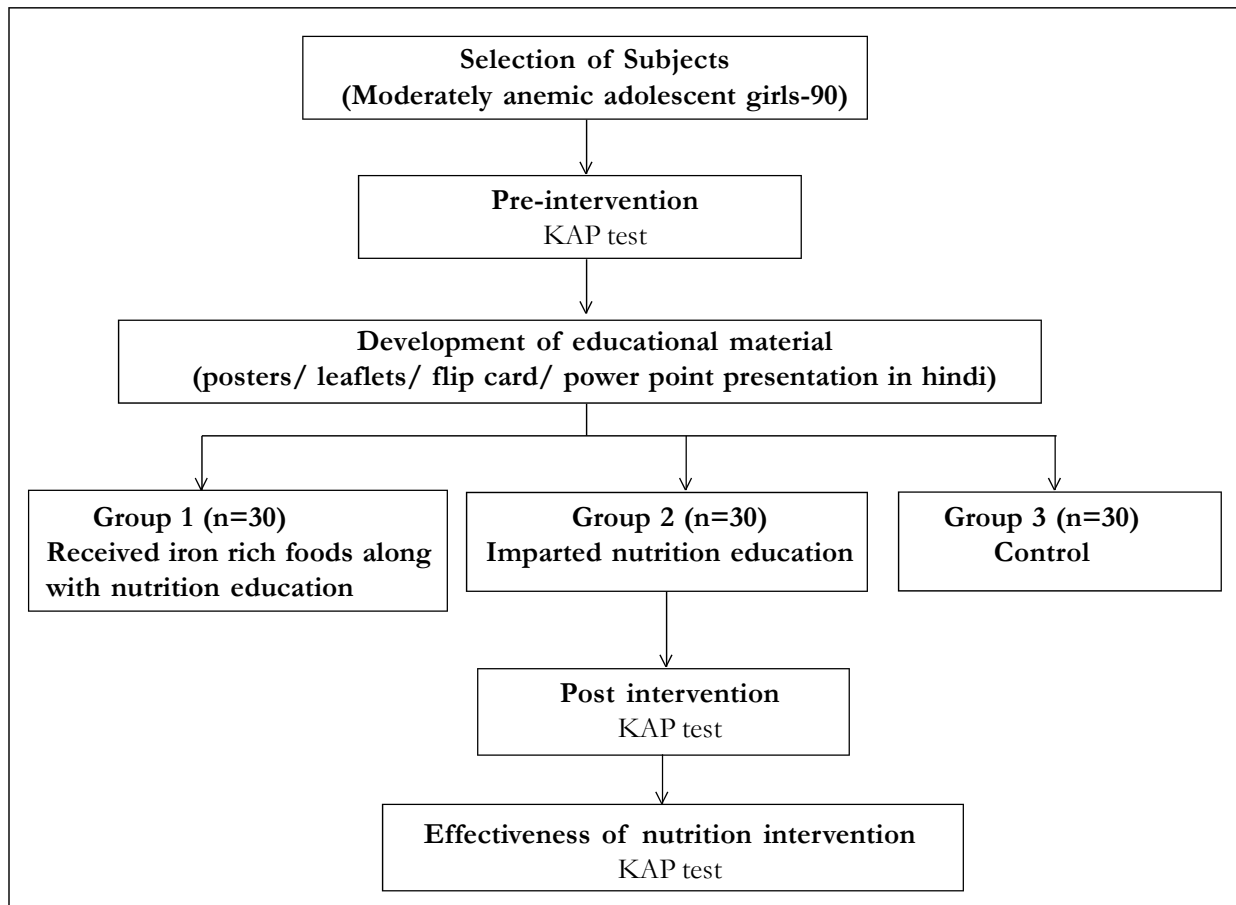 Selection of Subjects
(Moderately anemic adolescent girls-90)
Pre-intervention
KAP test
Development of educational material
(posters/ leaflets/ flip card/ power point presentation in hindi)
Group 1 (n=30)
Received iron rich foods along
with nutrition education
Group 2 (n=30)
Imparted nutrition education
Group 3 (n=30)
Control
Post intervention
KAP test
Effectiveness of nutrition intervention
KAP test